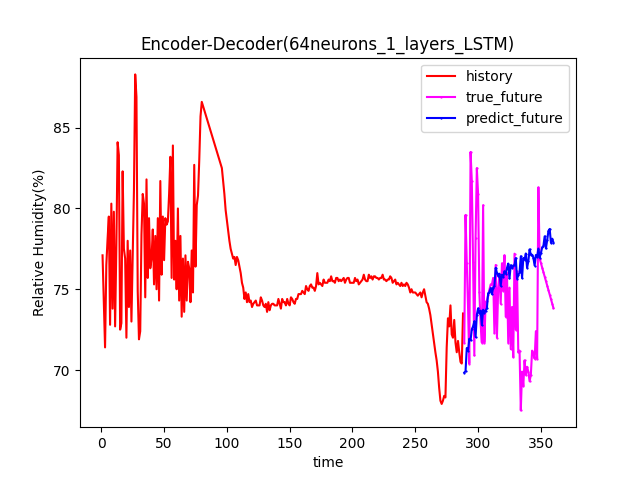 Encoder-Decoder(64neurons_1_layers_LSTM)
history
true_future
predict_future
Relative Humidity(%)
85
80
75
70
0 50 100 150 200 250 300 350
time